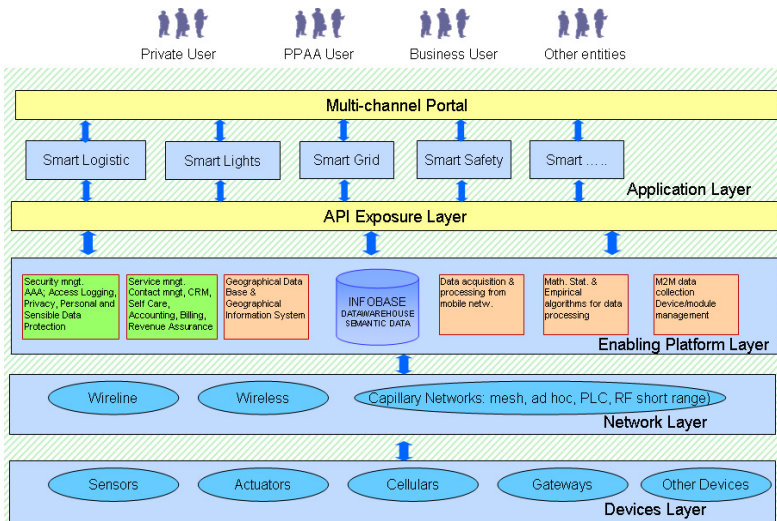 Private User
PPAA User
Business User
Other entities
Multi-channel Portal
Smart Logistic
Smart Lights
Smart Grid
Smart Safety
Smart .....
Application Layer
API Exposure Layer
Security mngt.
AAA; Access Logging,
Privacy, Personal and
Sensible Data
Protection
Service mngt.
Contact mngt, CRM,
Self Care,
Accounting, Billing,
Revenue Assurance
Geographical Data
Base &
Geographical
Information System
INFOBASE
DATAWAREHOUSE
SEMANTIC DATA
Data acquisition &
processing from
mobile netw.
Math. Stat. &
Empirical
algorithms for data
processing
M2M data
collection
Device/module
management
Enabling Platform Layer
Wireline
Wireless
Capillary Networks: mesh, ad hoc, PLC, RF short range)
Network Layer
Sensors
Actuators
Cellulars
Gateways
Other Devices
Devices Layer